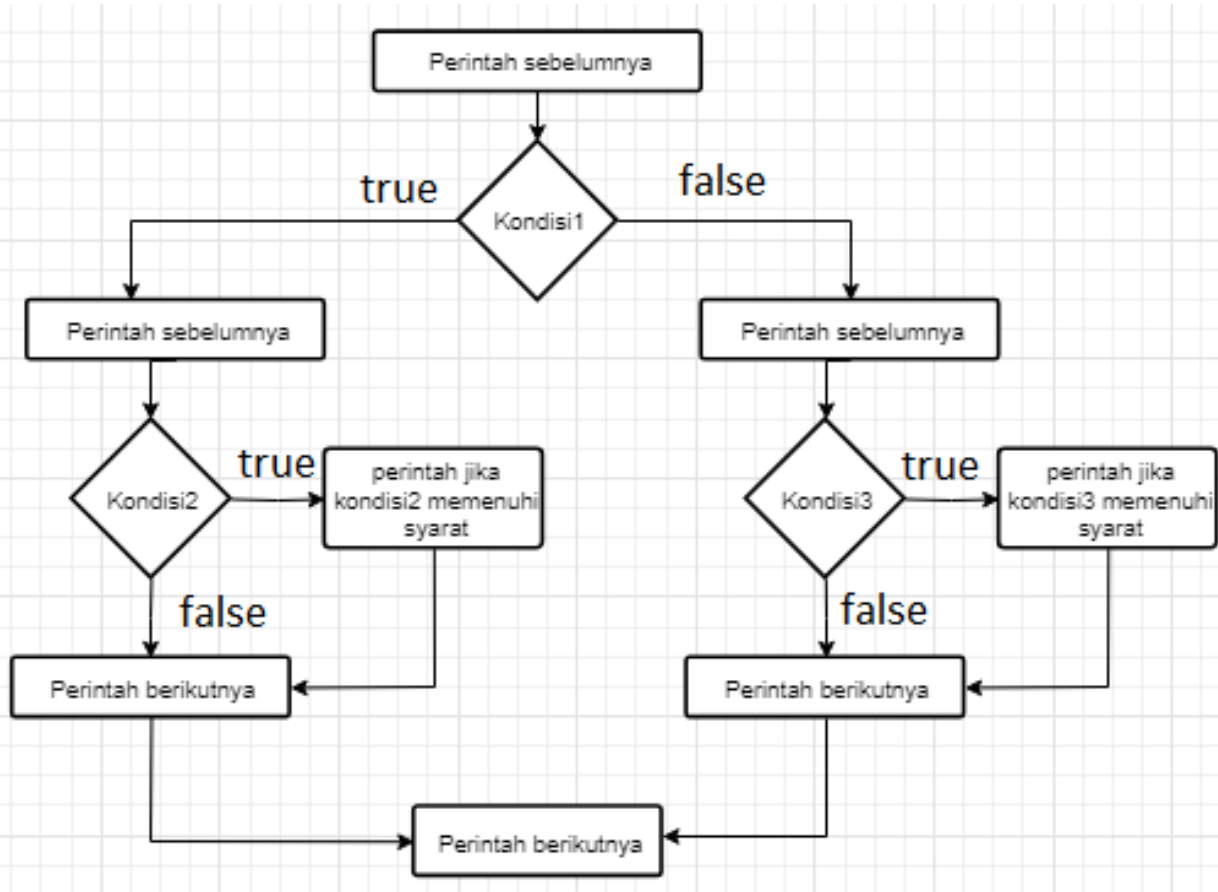 Perintah sebelumnya
true
false
Kondisi1
Perintah sebelumnya
Perintah sebelumnya
Kondisi2
true
perintah jika
kondisi2 memenuhi
syarat
Kondisi3
true
perintah jika
kondisi3 memenuhi
syarat
false
false
Perintah berikutnya
Perintah berikutnya
Perintah berikutnya